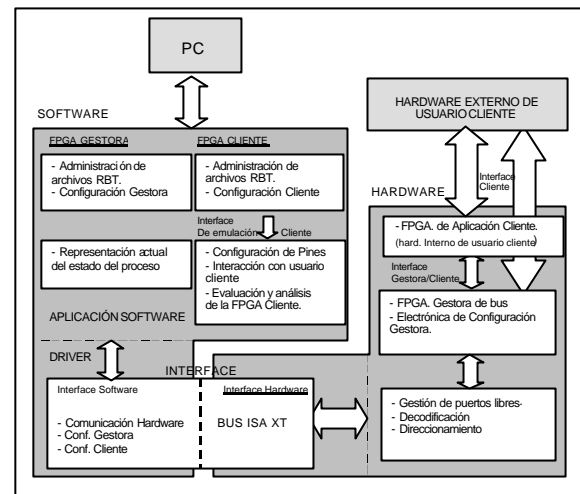 PC
SOFTWARE
FPGA GESTORA
- Administración de
archivos RBT.
- Configuración Gestora
FPGA CLIENTE
- Administración de
archivos RBT.
- Configuración Cliente
Interface
De emulación Cliente
- Representación actual
del estado del proceso
- Configuración de Pines
- Interacción con usuario
cliente
- Evaluación y análisis
de la FPGA Cliente.
APLICACIÓN SOFTWARE
DRIVER
INTERFACE
Interface Software
- Comunicación Hardware
- Conf. Gestora
- Conf. Cliente
Interface Hardware
BUS ISA XT
HARDWARE EXTERNO DE
USUARIO CLIENTE
Interface
Cliente
HARDWARE
- FPGA. de Aplicación Cliente.
(hard. Interno de usuario cliente)
Interface
Gestora/Cliente
- FPGA. Gestora de bus
- Electrónica de Configuración
Gestora.
- Gestión de puertos libres-
- Decodificación
- Direccionamiento